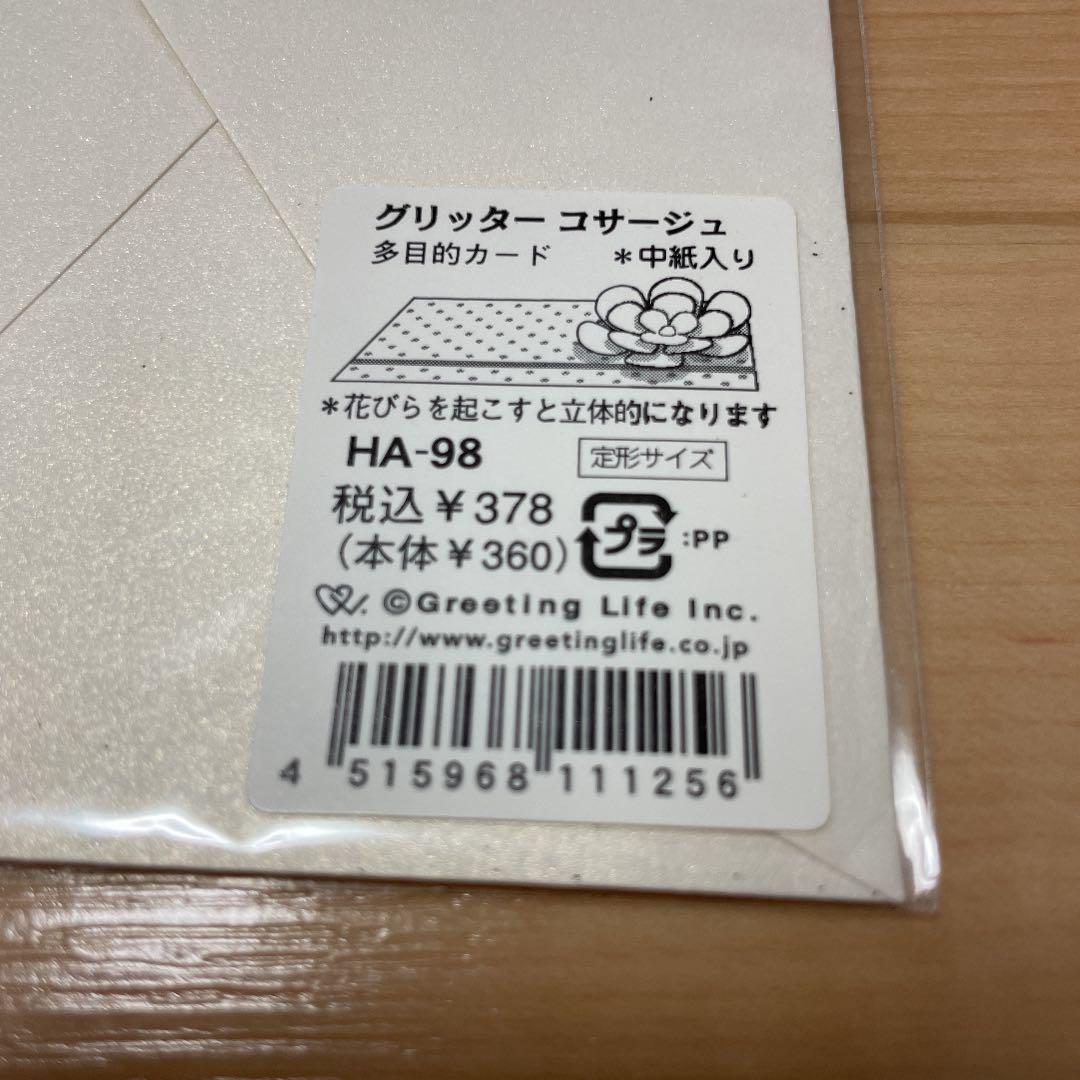 グリッター コサージュ
多目的カード ＊中紙入り
＊花びらを起こすと立体的になります
HA-98 定形サイズ
税込￥378
(本体￥360) プラ :PP
©Greeting Life Inc.
http://www.greetinglife.co.jp
4 515968 111256